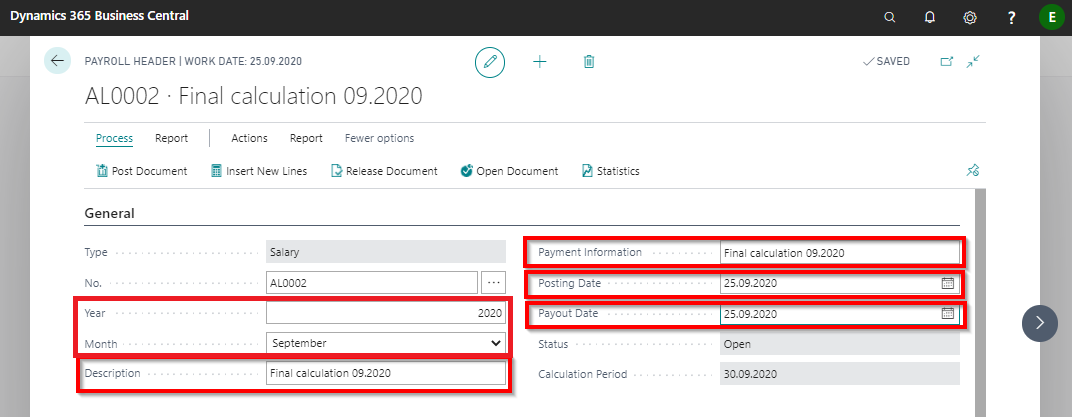 Dynamics 365 Business Central
?
E
PAYROLL HEADER | WORK DATE: 25.09.2020
SAVED
AL0002 · Final calculation 09.2020
Process Report Actions Report Fewer options
Post Document Insert New Lines Release Document Open Document Statistics
General
Type Salary
No. AL0002 ...
Year 2020
Month September
Description Final calculation 09.2020
Payment Information Final calculation 09.2020
Posting Date 25.09.2020
Payout Date 25.09.2020
Status Open
Calculation Period 30.09.2020